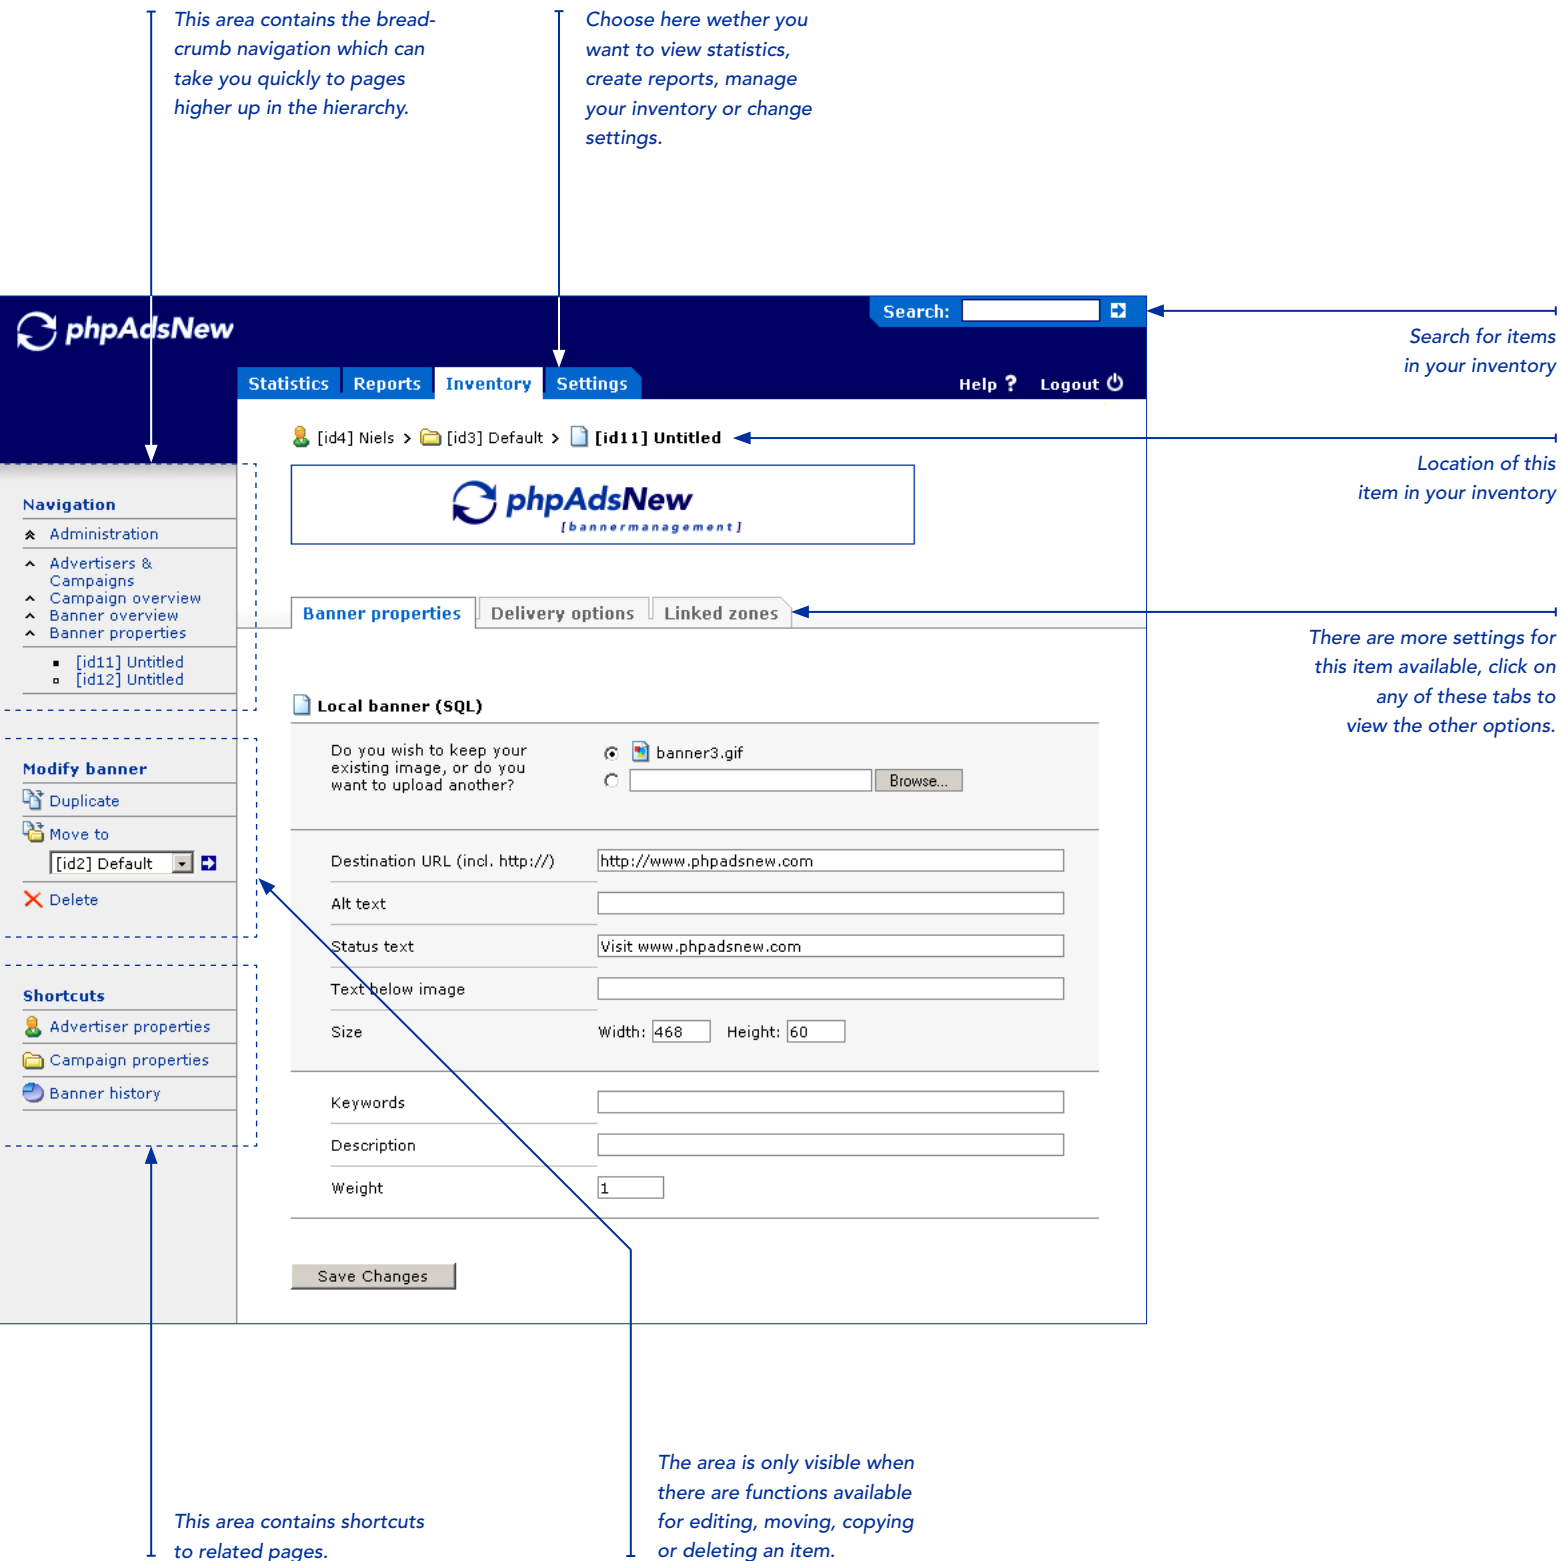 This area contains the bread-
crumb navigation which can
take you quickly to pages
higher up in the hierarchy.
Choose here wether you
want to view statistics,
create reports, manage
your inventory or change
settings.
phpAdsNew
Search:
Search for items
in your inventory
Statistics Reports Inventory Settings
Help ? Logout
[id4] Niels > [id3] Default > [id11] Untitled
Location of this
item in your inventory
phpAdsNew
[bannermanagement]
Navigation
Administration
Advertisers &
Campaigns
Campaign overview
Banner overview
Banner properties
[id11] Untitled
[id12] Untitled
Banner properties Delivery options Linked zones
There are more settings for
this item available, click on
any of these tabs to
view the other options.
Modify banner
Duplicate
Move to
[id2] Default
Delete
Shortcuts
Advertiser properties
Campaign properties
Banner history
Local banner (SQL)
Do you wish to keep your
existing image, or do you
want to upload another?
banner3.gif
Browse...
Destination URL (incl. http://) http://www.phpadsnew.com
Alt text
Status text Visit www.phpadsnew.com
Text below image
Size Width: 468 Height: 60
Keywords
Description
Weight 1
Save Changes
This area contains shortcuts
to related pages.
The area is only visible when
there are functions available
for editing, moving, copying
or deleting an item.